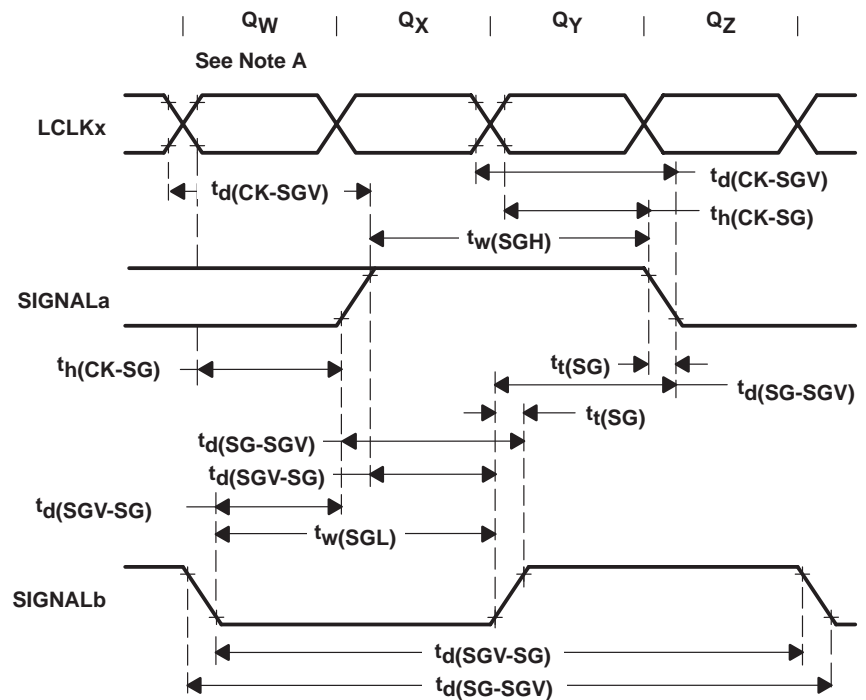 QW QX QY QZ
See Note A
LCLKx
td(CK-SGV) td(CK-SGV)
th(CK-SG)
tw(SGH)
SIGNALa
th(CK-SG) tt(SG)
td(SG-SGV)
tt(SG)
td(SG-SGV)
td(SGV-SG)
td(SGV-SG)
tw(SGL)
SIGNALb
td(SGV-SG)
td(SG-SGV)